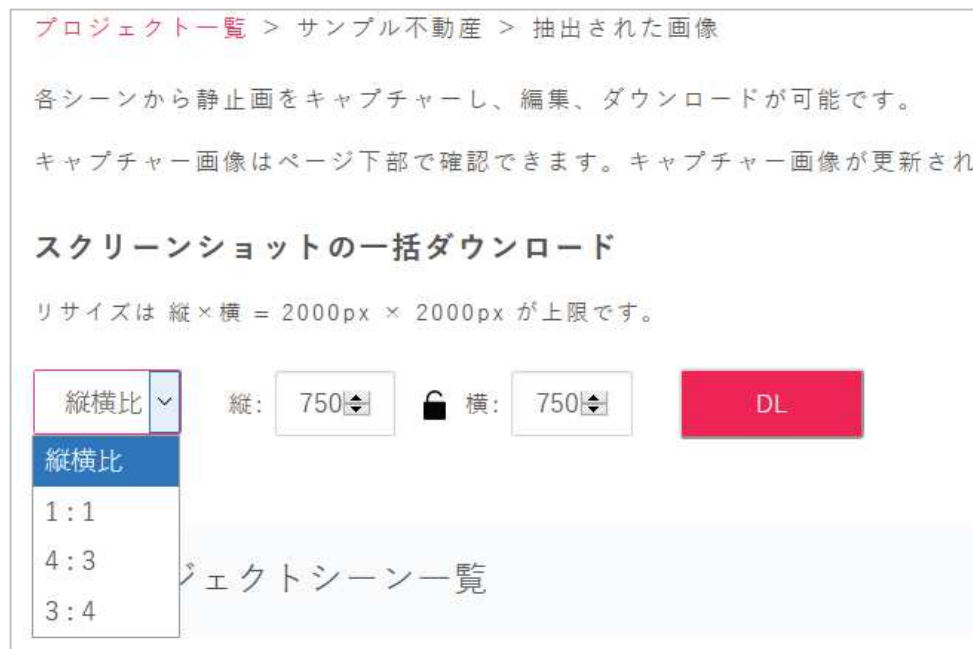 プロジェクト一覧 > サンプル不動産 > 抽出された画像
各シーンから静止画をキャプチャーし、編集、ダウンロードが可能です。
キャプチャー画像はページ下部で確認できます。キャプチャー画像が更新され
スクリーンショットの一括ダウンロード
リサイズは 縦×横 = 2000px × 2000px が上限です。
縦横比 縦: 750 横: 750 DL
縦横比
1:1
4:3
ジェクトシーン一覧
3:4